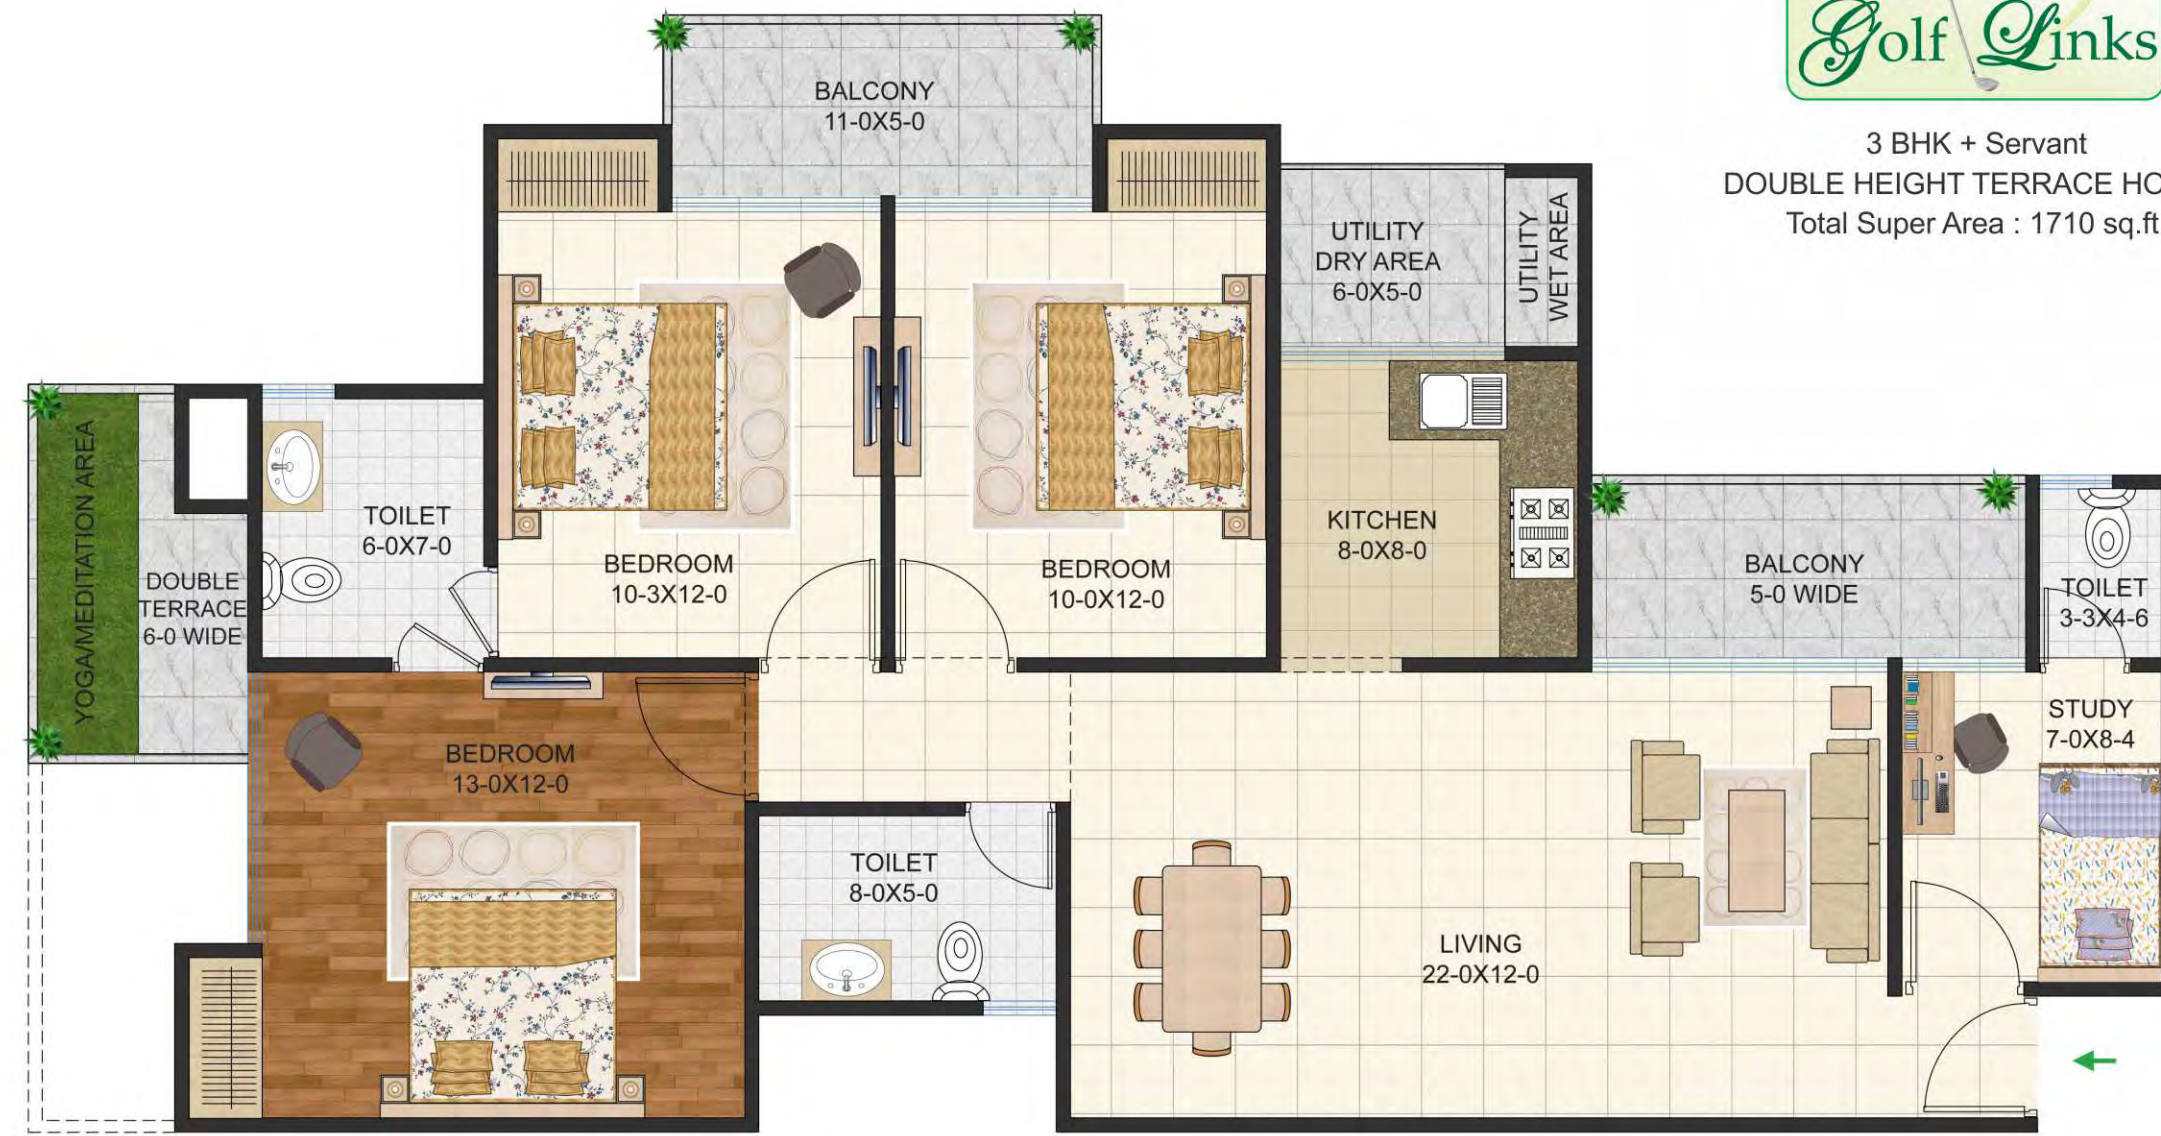 Golf Links
3 BHK + Servant
DOUBLE HEIGHT TERRACE
Total Super Area : 1710 sq.ft
BALCONY
11-0X5-0
UTILITY
DRY AREA
6-0X5-0
UTILITY
WET AREA
YOGA/MEDITATION AREA
DOUBLE
TERRACE
6-0 WIDE
TOILET
6-0X7-0
BEDROOM
10-3X12-0
BEDROOM
10-0X12-0
KITCHEN
8-0X8-0
BALCONY
5-0 WIDE
TOILET
3-3X4-6
STUDY
7-0X8-4
BEDROOM
13-0X12-0
TOILET
8-0X5-0
LIVING
22-0X12-0